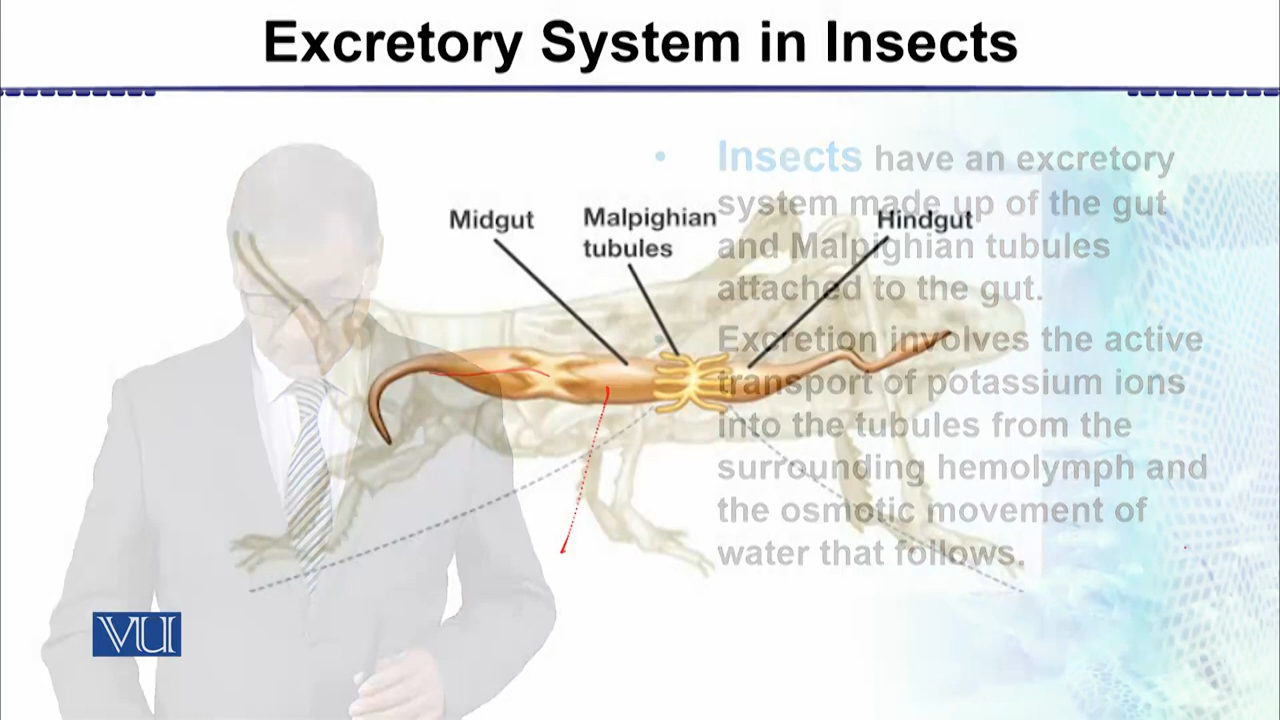 Excretory System in Insects
Midgut
Malpighian
tubules
Hindgut
• Insects have an excretory
system made up of the gut
and Malpighian tubules
attached to the gut.
Excretion involves the active
transport of potassium ions
into the tubules from the
surrounding hemolymph and
the osmotic movement of
water that follows.
VU